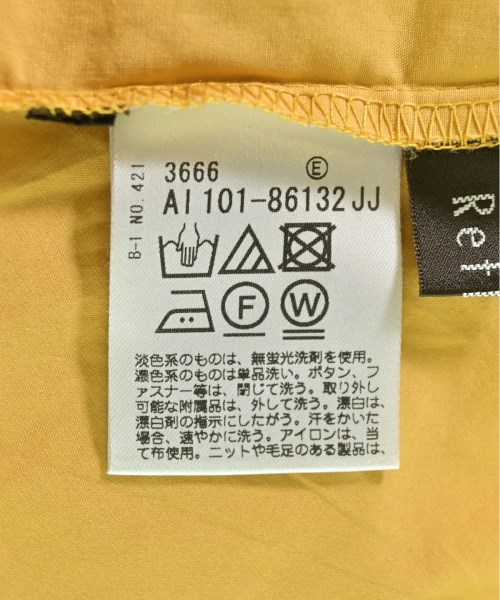 B-1 NO.421
3666 Ⓔ
AI 101-86132 JJ
F W
淡色系のものは、無蛍光洗剤を使用。
濃色系のものは単品洗い。ボタン、フ
ァスナー等は、閉じて洗う。取り外し
可能な附属品は、外して洗う。漂白は、
漂白剤の指示にしたがう。汗をかいた
場合、速やかに洗う。アイロンは、当
て布使用。ニットや毛足のある製品は、